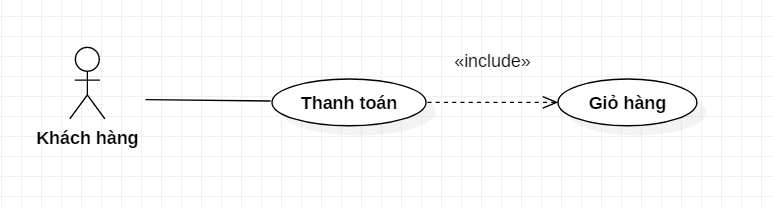 «include»
Thanh toán
Giỏ hàng
Khách hàng